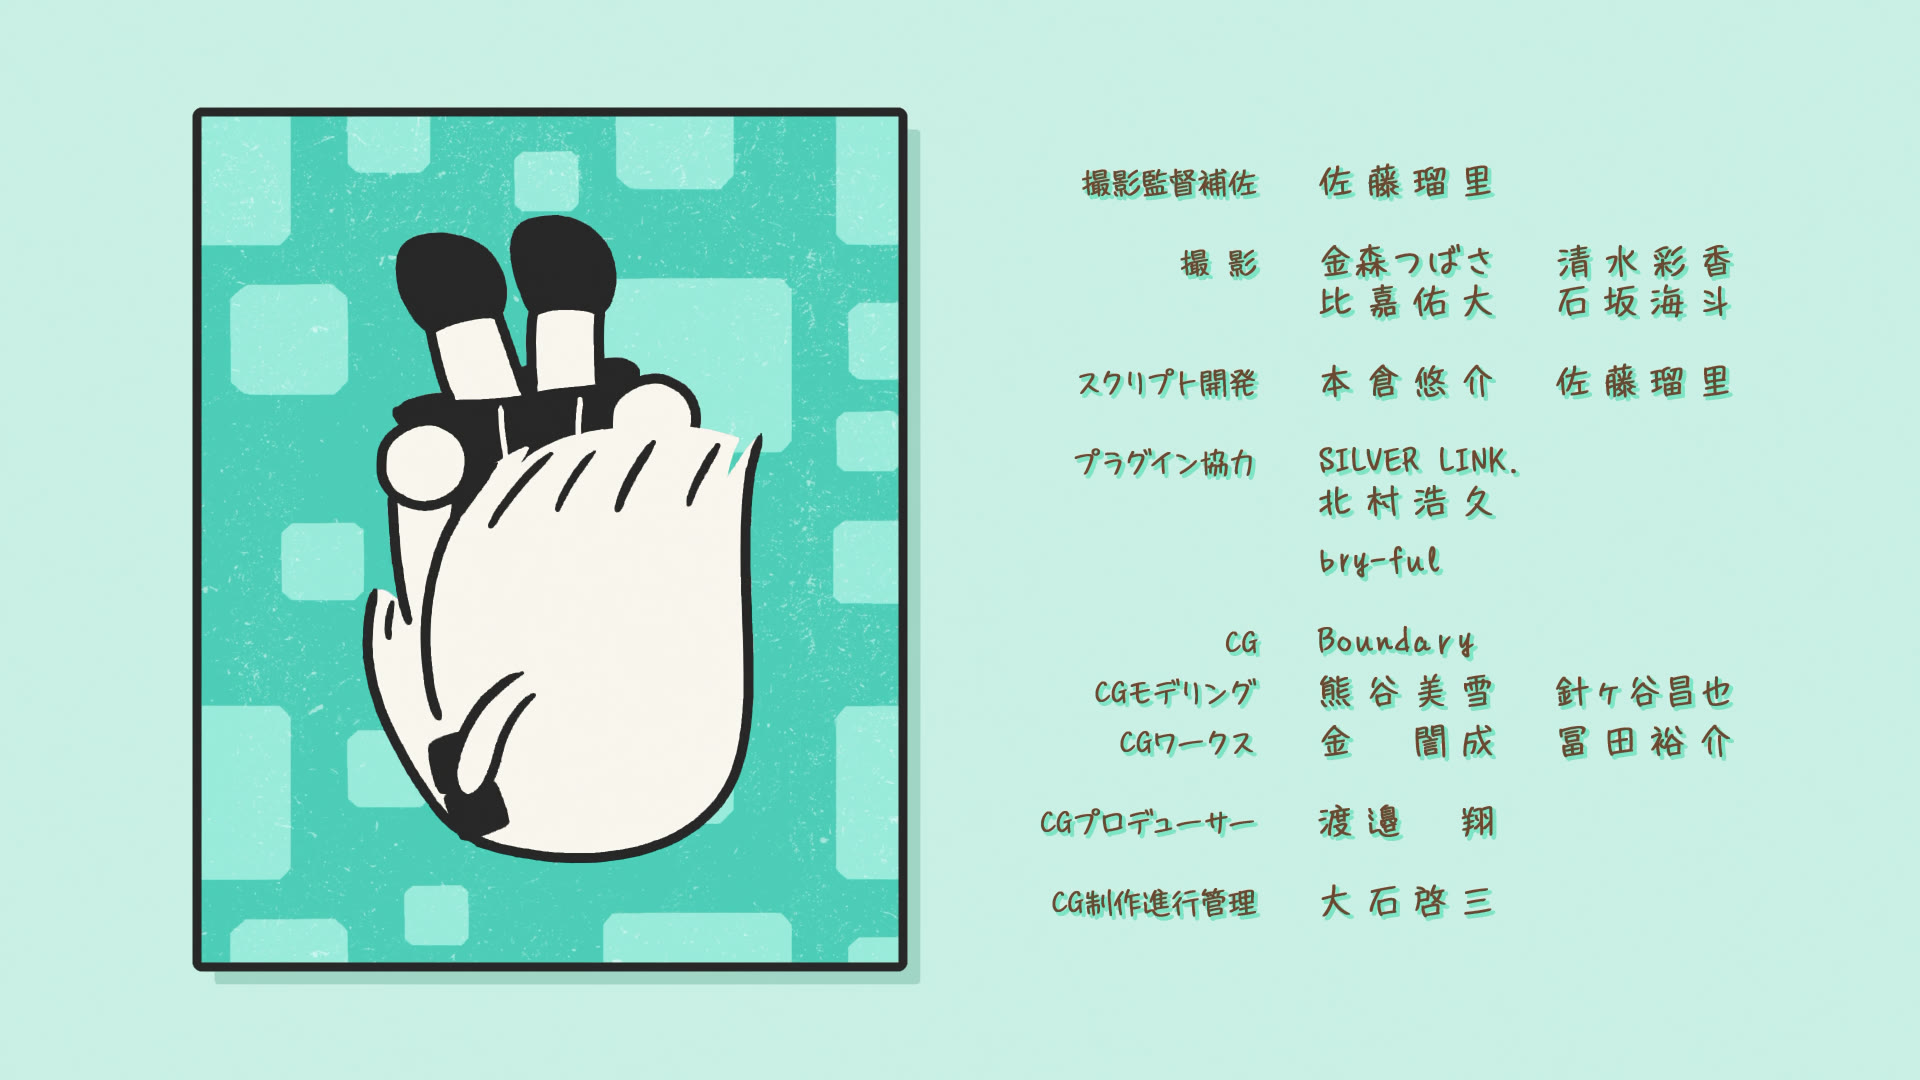 撮影監督補佐 佐藤瑠里
撮影 金森つばさ 清水彩香
比嘉佑大 石坂海斗
スクリプト開発 本倉悠介 佐藤瑠里
プラグイン協力 SILVER LINK.
北村浩久
bry-ful
CG Boundary
CGモデリング 熊谷美雪 針ヶ谷昌也
CGワークス 金 誾成 冨田裕介
CGプロデューサー 渡邉 翔
CG制作進行管理 大石啓三